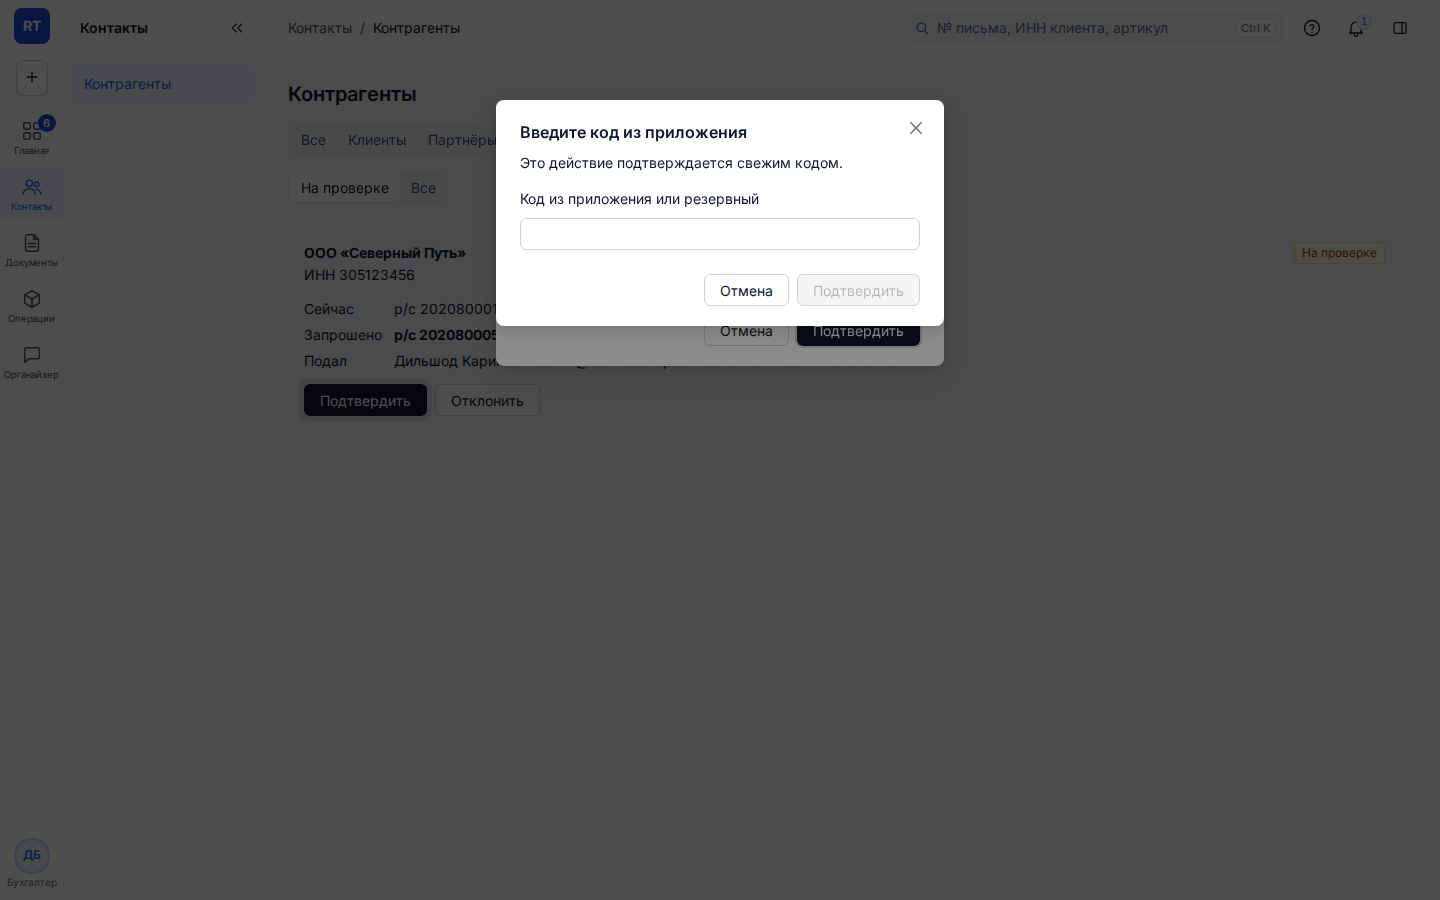 RT
Контакты
Контакты / Контрагенты
№ письма, ИНН клиента, артикул
Ctrl K
1
Контрагенты
6
Главная
Контакты
Документы
Операции
Органайзер
ДБ
Бухгалтер
Контрагенты
Все Клиенты Партнёры
На проверке Все
ООО «Северный Путь»
На проверке
ИНН 305123456
Сейчас р/с 202080001
Запрошено р/с 202080005
Подал Дильшод
Подтвердить Отклонить
Введите код из приложения
Это действие подтверждается свежим кодом.
Код из приложения или резервный
Отмена Подтвердить
Отмена Подтвердить